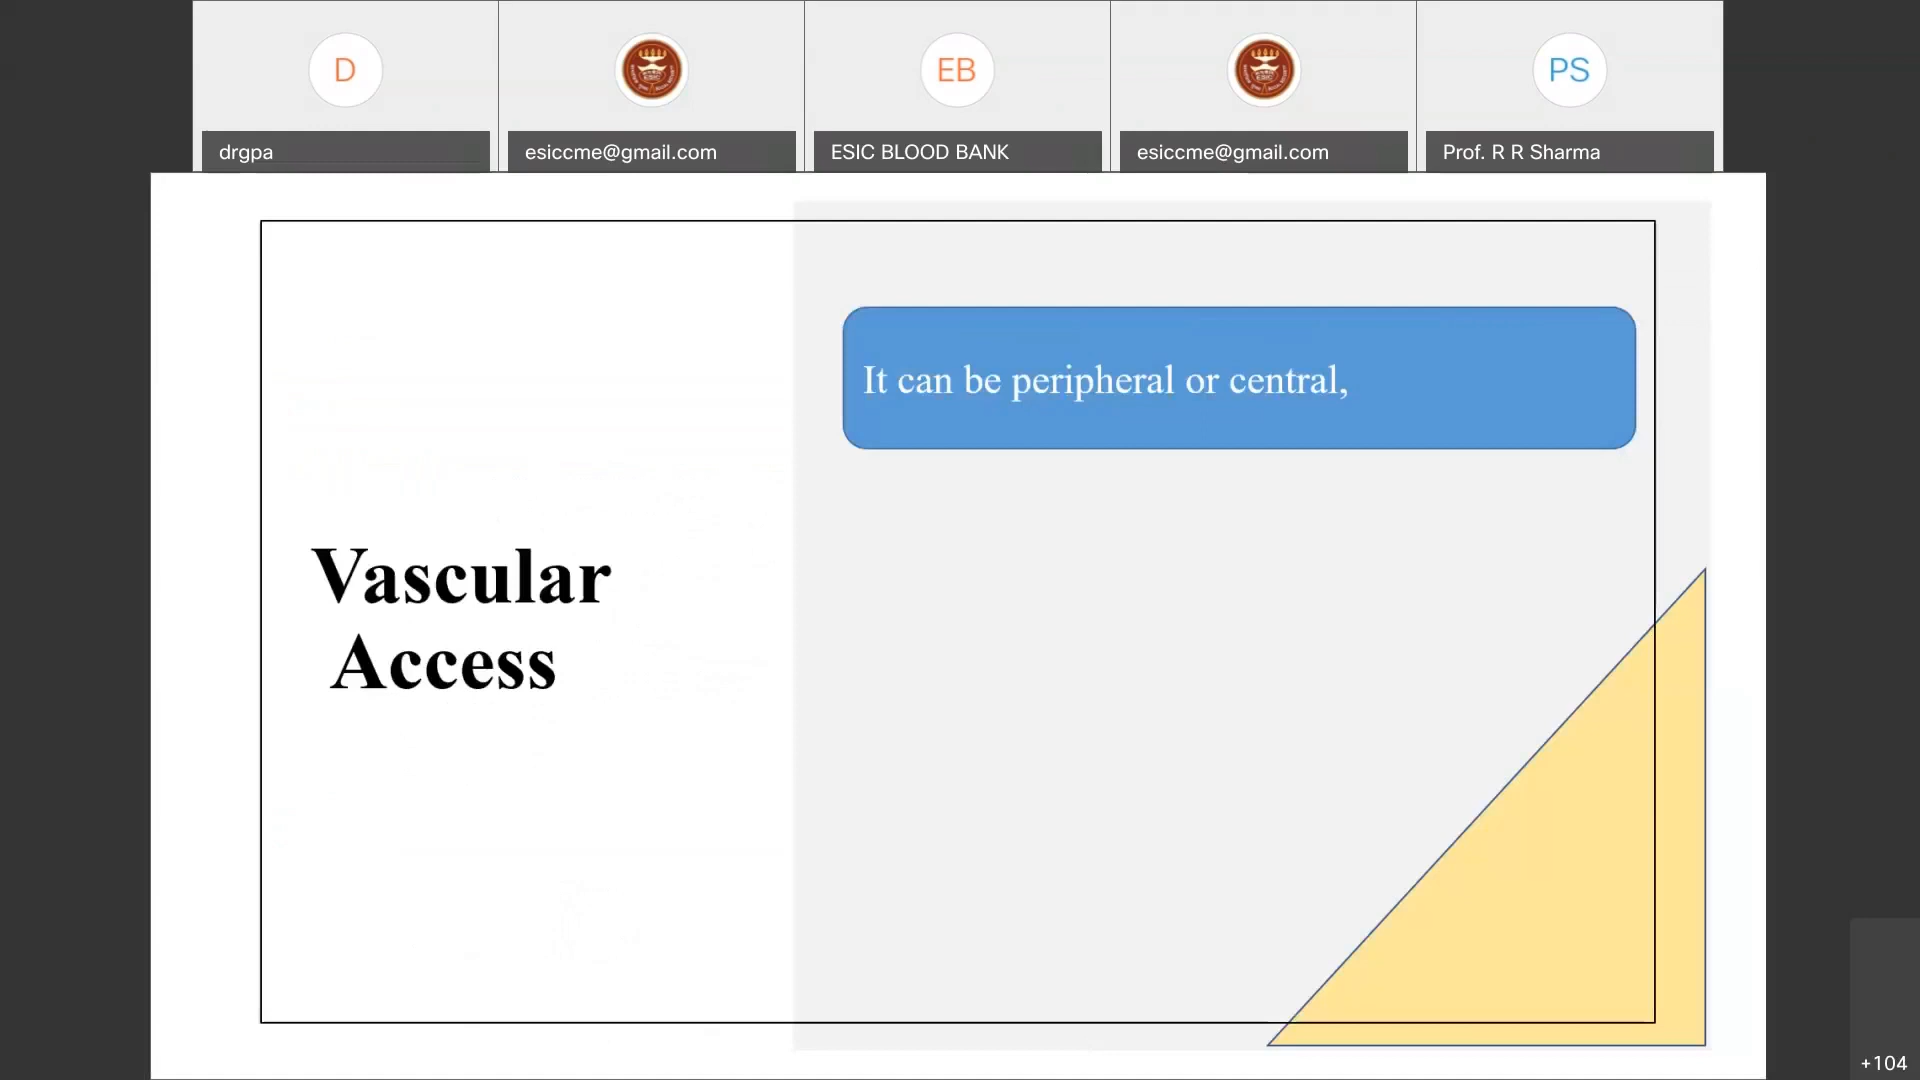 D
EB
PS
drgpa
esiccme@gmail.com
ESIC BLOOD BANK
esiccme@gmail.com
Prof. R R Sharma
It can be peripheral or central,
Vascular
Access
+104